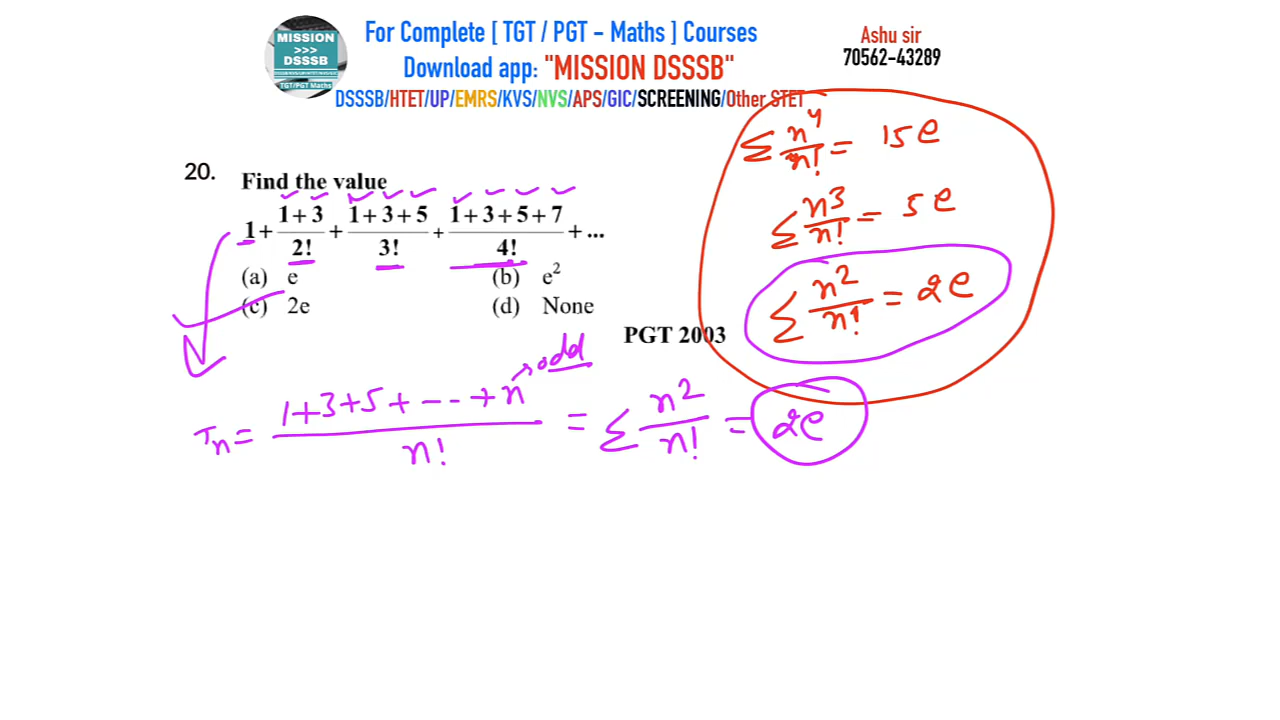 MISSION
>>>
DSSSB
TGT/PGT Maths
For Complete [ TGT / PGT - Maths ] Courses
Download app: "MISSION DSSSB"
DSSSB/HTET/UP/EMRS/KVS/NVS/APS/GIC/SCREENING/Other STET
Ashu sir
70562-43289
20. Find the value
1 + (1+3)/2! + (1+3+5)/3! + (1+3+5+7)/4! + ...
(a) e (b) e²
(c) 2e (d) None
PGT 2003
∑ n⁴/n! = 15e
∑ n³/n! = 5e
∑ n²/n! = 2e
Tn = (1+3+5+----+n)/n! = ∑ n²/n! = 2e
→ odd